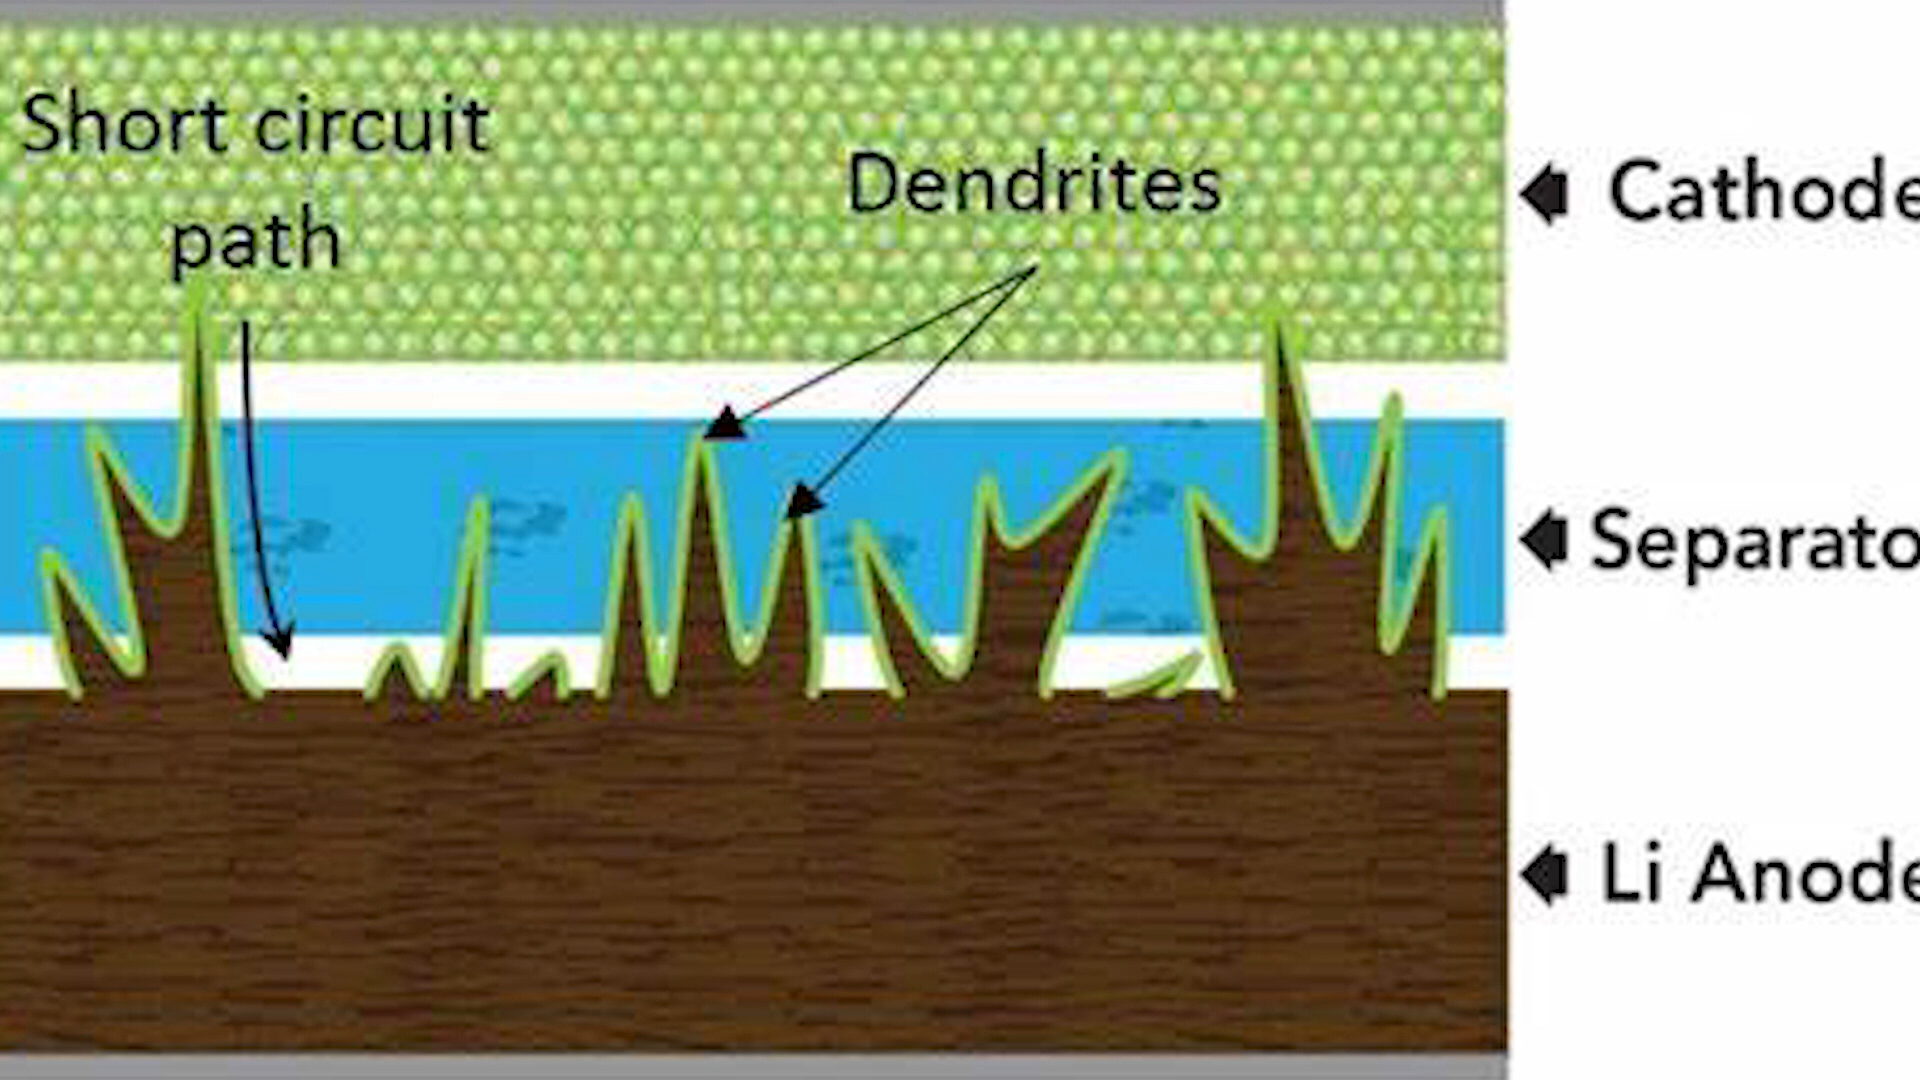 Short circuit
path
Dendrites
Cathode
Separato
Li Anode